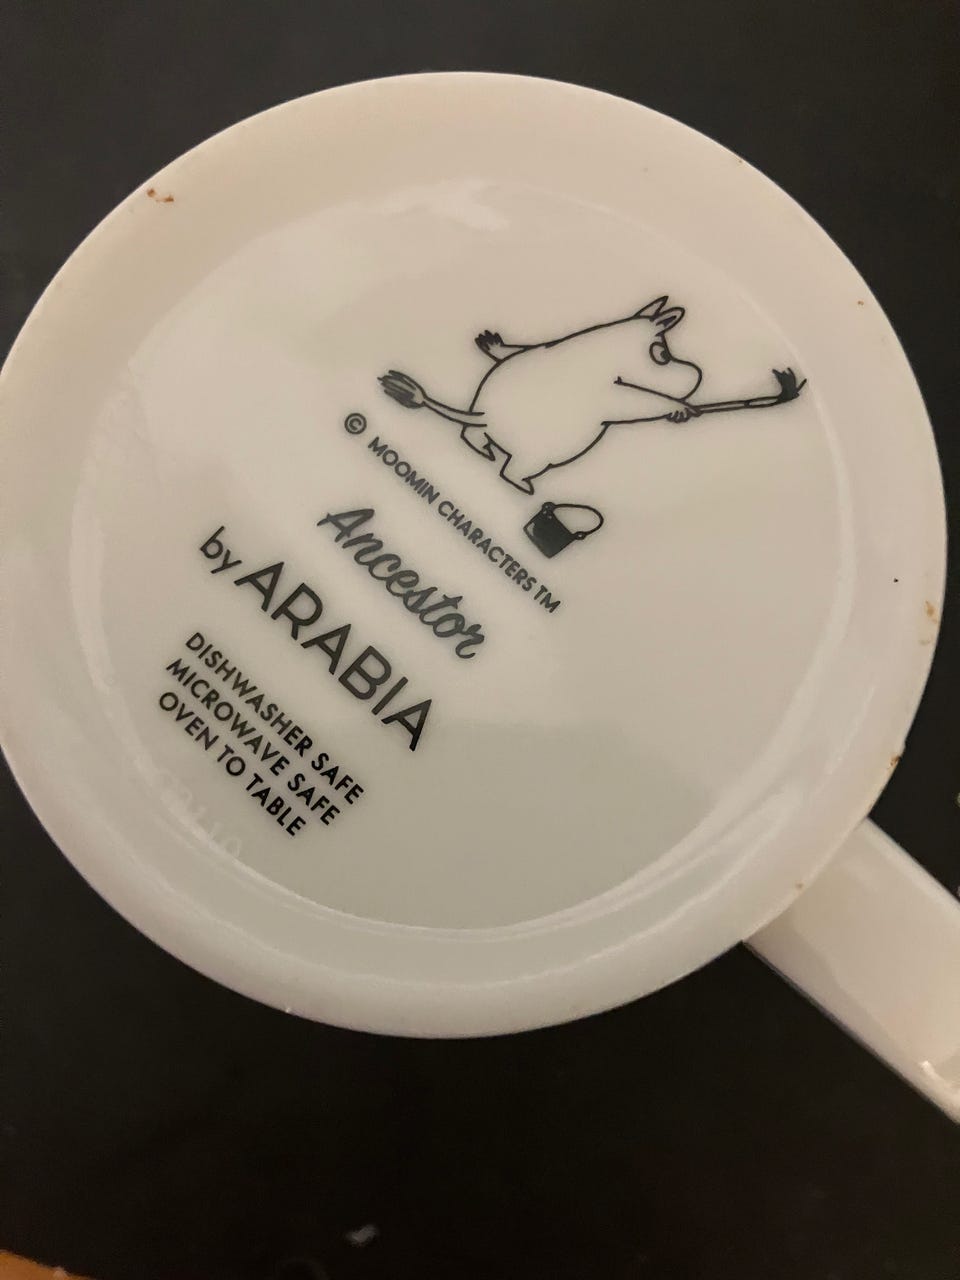 © MOOMIN CHARACTERS TM
Ancestor
by ARABIA
DISHWASHER SAFE
MICROWAVE SAFE
OVEN TO TABLE